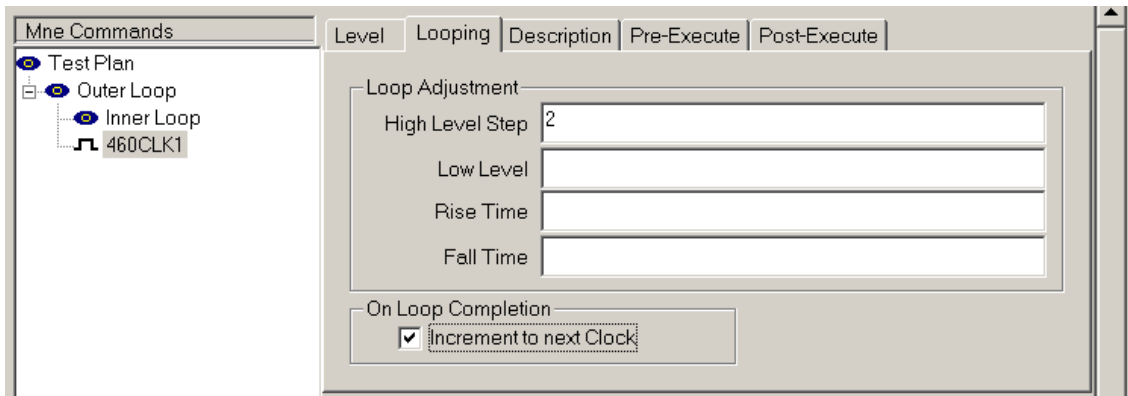 Mne Commands
Level Looping Description Pre-Execute Post-Execute
Test Plan
Outer Loop
Inner Loop
460CLK1
Loop Adjustment
High Level Step 2
Low Level
Rise Time
Fall Time
On Loop Completion
Increment to next Clock